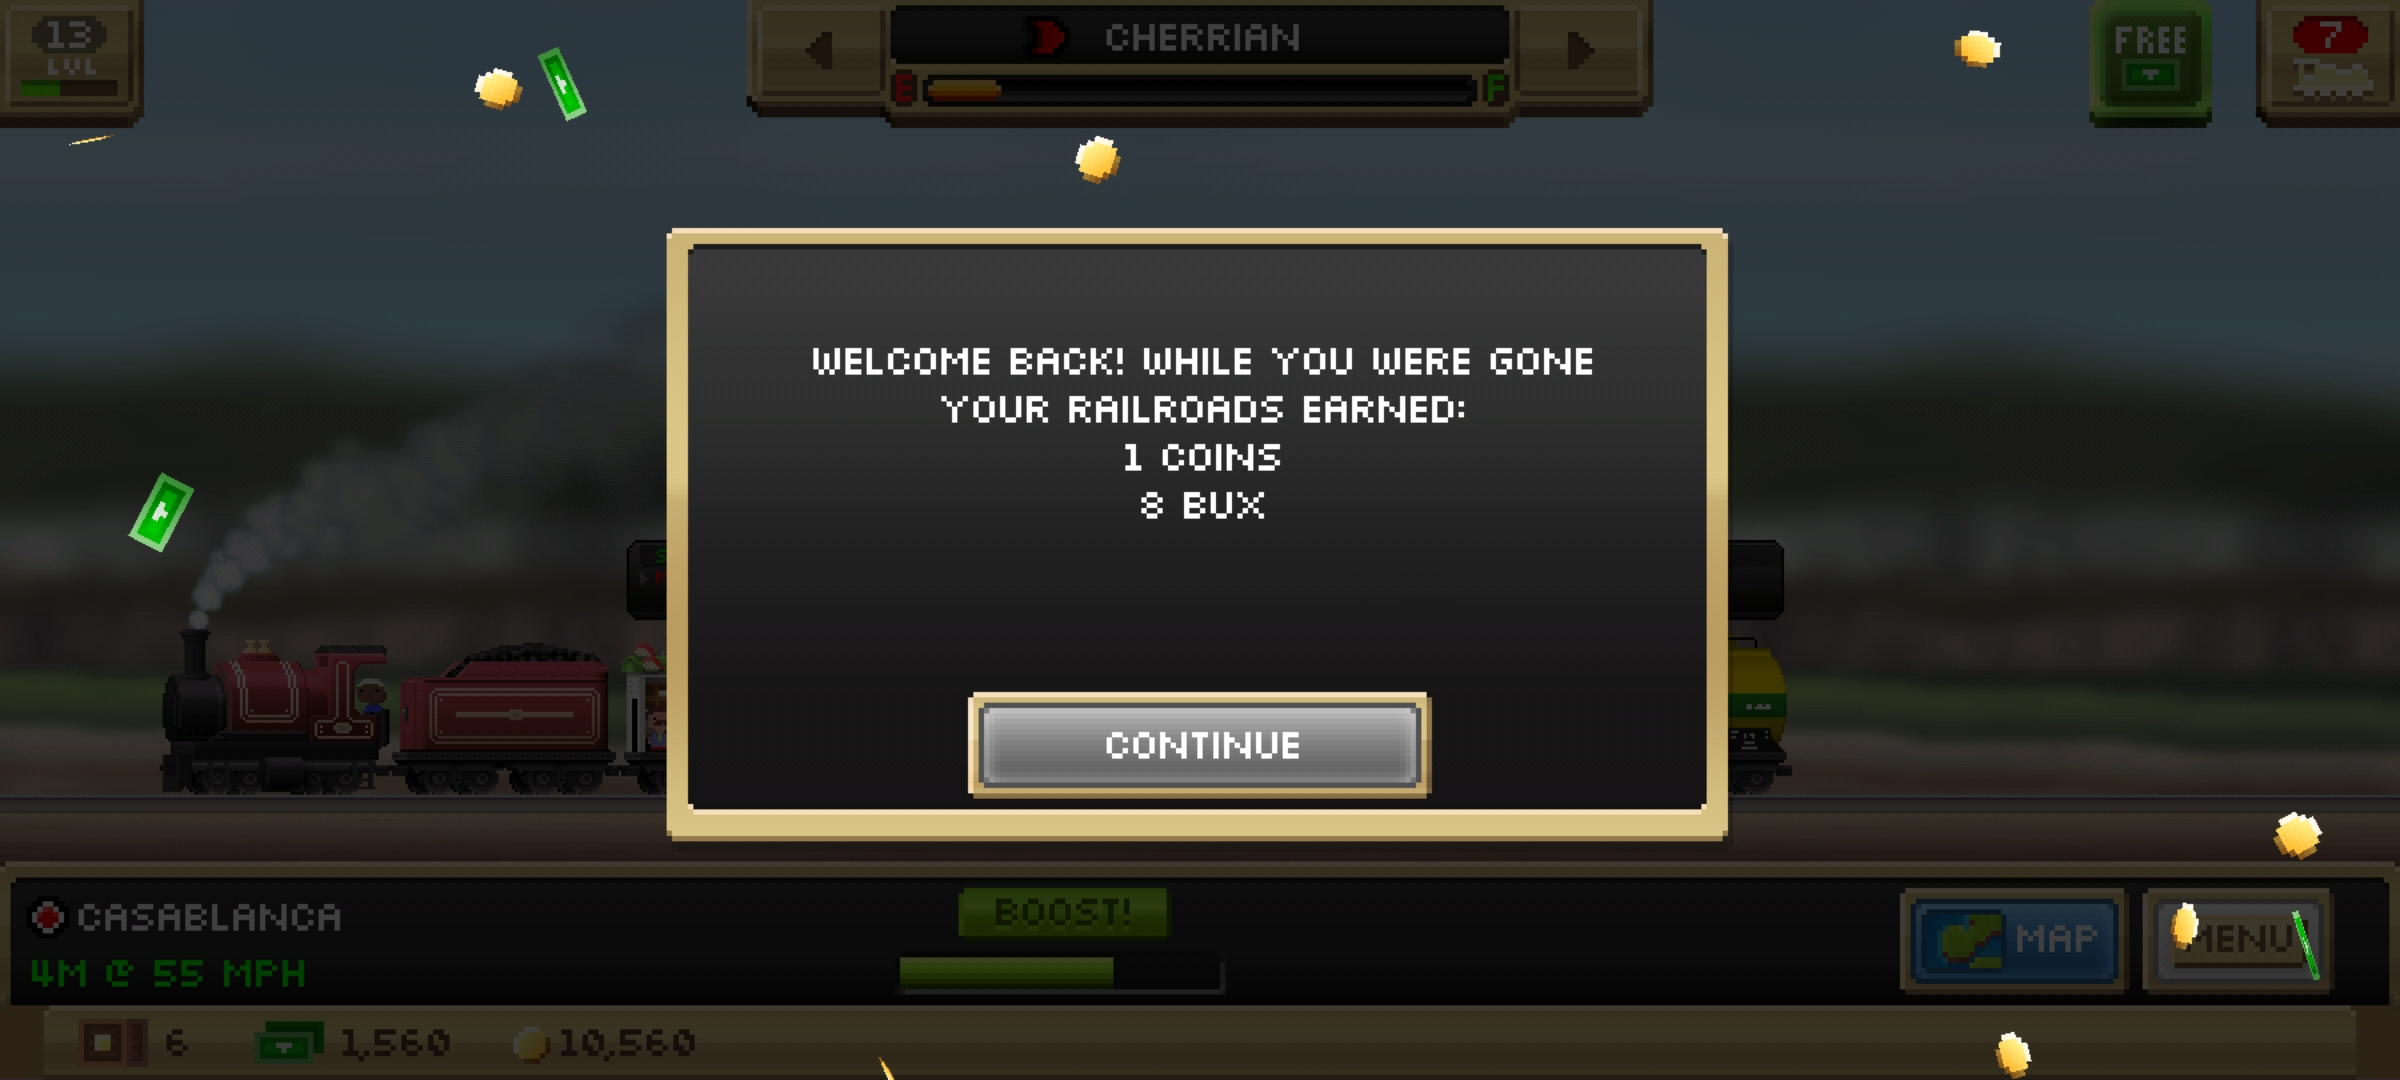 13
LVL
CHERRIAN
E
F
FREE
7
WELCOME BACK! WHILE YOU WERE GONE
YOUR RAILROADS EARNED:
1 COINS
8 BUX
CONTINUE
CASABLANCA
4M @ 55 MPH
BOOST!
MAP
MENU
6
1,560
10,560